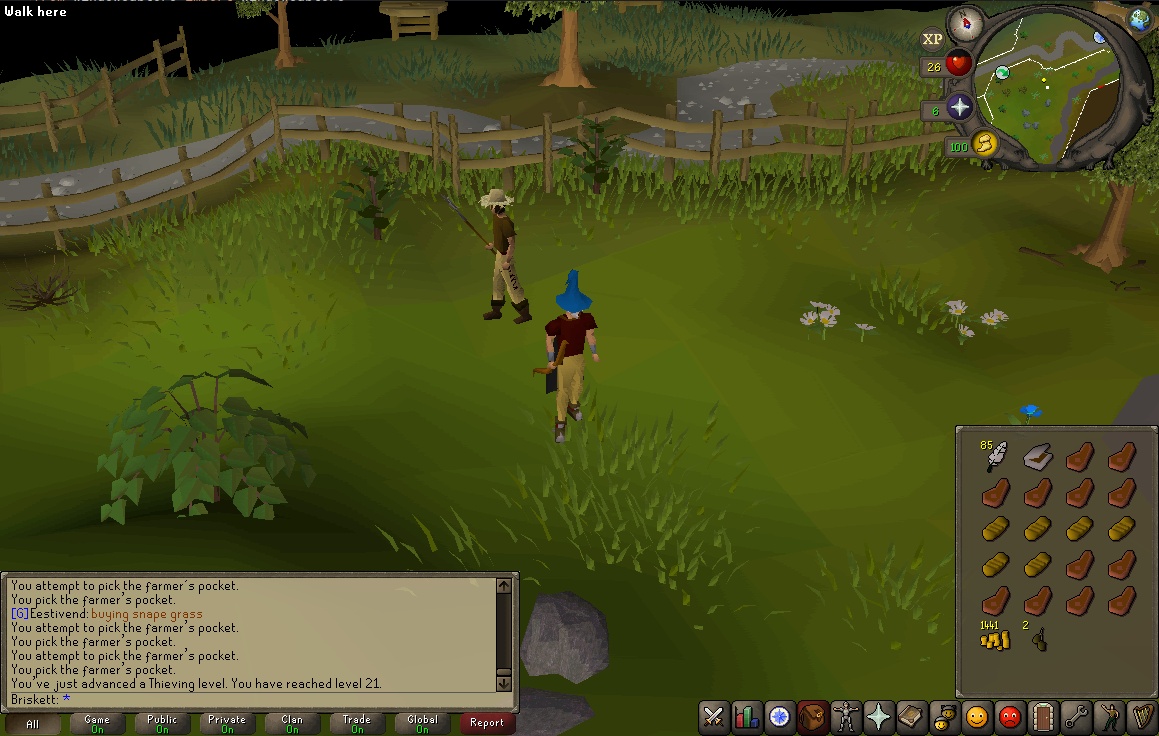 Walk here
XP
26
6
100
85
1441
2
You attempt to pick the farmer's pocket.
You pick the farmer's pocket.
[G]Eestivend: buying snape grass
You attempt to pick the farmer's pocket.
You pick the farmer's pocket.
You attempt to pick the farmer's pocket.
You pick the farmer's pocket.
You've just advanced a Thieving level. You have reached level 21.
Briskett: *
All
Game
On
Public
On
Private
On
Clan
On
Trade
On
Global
On
Report